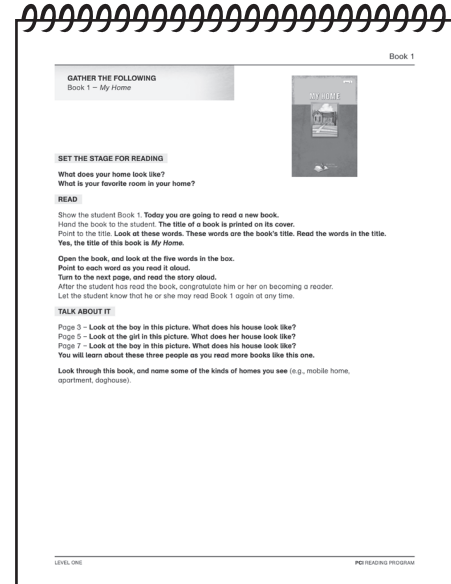 Book 1
GATHER THE FOLLOWING
Book 1 – My Home
MY HOME
SET THE STAGE FOR READING
What does your home look like?
What is your favorite room in your home?
READ
Show the student Book 1. Today you are going to read a new book.
Hand the book to the student. The title of a book is printed on its cover.
Point to the title. Look at these words. These words are the book's title. Read the words in the title.
Yes, the title of this book is My Home.
Open the book, and look at the five words in the box.
Point to each word as you read it aloud.
Turn to the next page, and read the story aloud.
After the student has read the book, congratulate him or her on becoming a reader.
Let the student know that he or she may read Book 1 again at any time.
TALK ABOUT IT
Page 3 – Look at the boy in this picture. What does his house look like?
Page 5 – Look at the girl in this picture. What does her house look like?
Page 7 – Look at the boy in this picture. What does his house look like?
You will learn about these three people as you read more books like this one.
Look through this book, and name some of the kinds of homes you see (e.g., mobile home,
apartment, doghouse).
LEVEL ONE
PCI READING PROGRAM